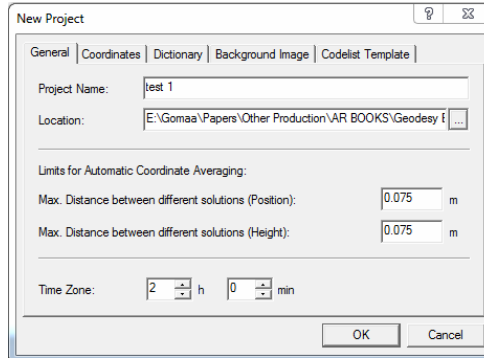 New Project
General Coordinates Dictionary Background Image Codelist Template
Project Name: test 1
Location: E:\Gomaa\Papers\Other Production\AR BOOKS\Geodesy E ...
Limits for Automatic Coordinate Averaging:
Max. Distance between different solutions (Position): 0.075 m
Max. Distance between different solutions (Height): 0.075 m
Time Zone: 2 h 0 min
OK Cancel